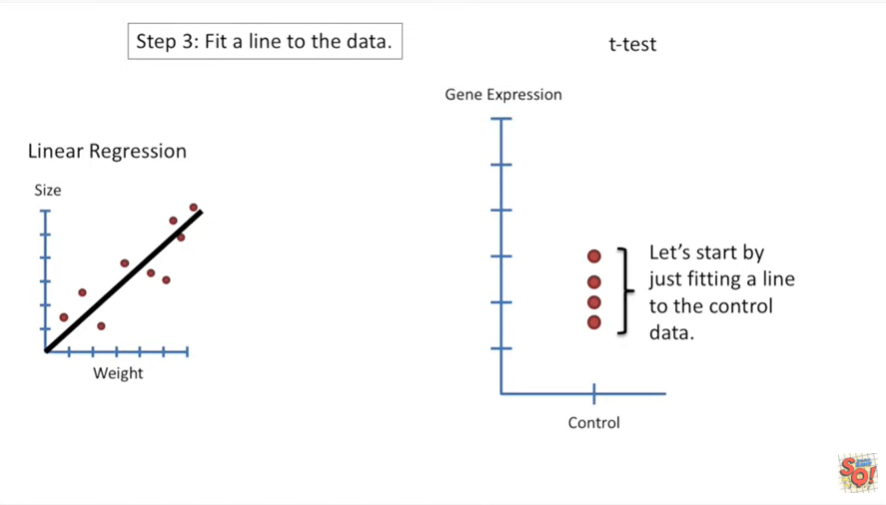 Step 3: Fit a line to the data.
t-test
Gene Expression
Linear Regression
Size
Weight
Let's start by
just fitting a line
to the control
data.
Control
SQ!